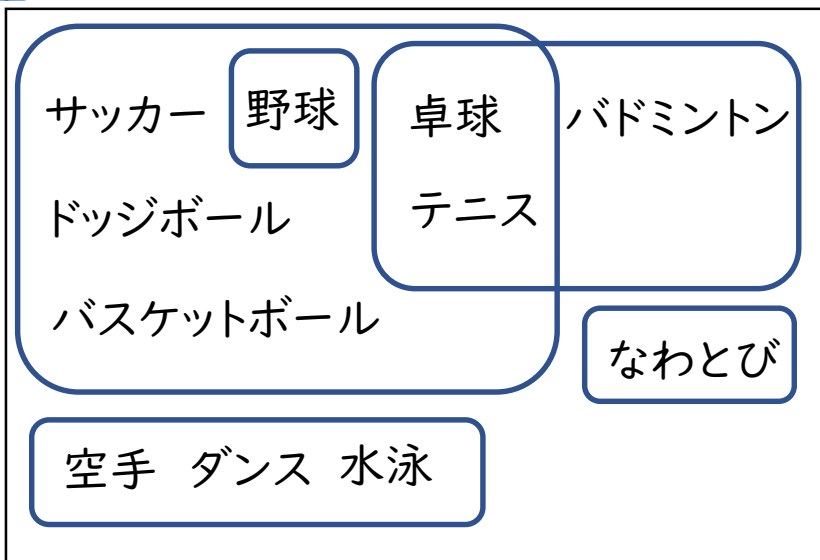 サッカー 野球 卓球 バドミントン
ドッジボール テニス
バスケットボール
なわとび
空手 ダンス 水泳